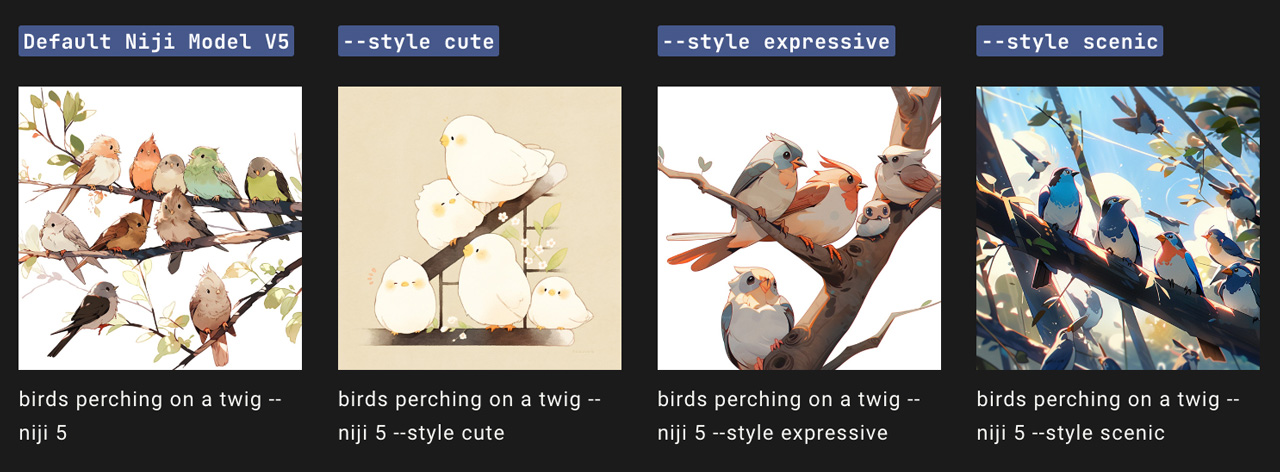 Default Niji Model V5
--style cute
--style expressive
--style scenic
birds perching on a twig --
niji 5
birds perching on a twig --
niji 5 --style cute
birds perching on a twig --
niji 5 --style expressive
birds perching on a twig --
niji 5 --style scenic